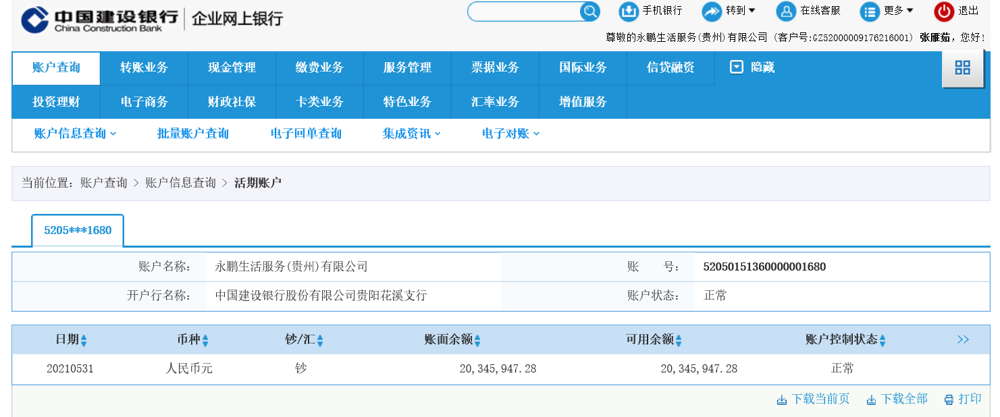 中国建设银行 企业网上银行 手机银行 转到 在线客服 更多 退出
China Construction Bank
尊敬的永鹏生活服务(贵州)有限公司 (客户号:GZ52000009176216001) 张雁茹，您好!
账户查询 转账业务 现金管理 缴费业务 服务管理 票据业务 国际业务 信贷融资 隐藏
投资理财 电子商务 财政社保 卡类业务 特色业务 汇率业务 增值服务
账户信息查询 批量账户查询 电子回单查询 集成资讯 电子对账
当前位置: 账户查询 > 账户信息查询 > 活期账户
5205***1680
账户名称: 永鹏生活服务(贵州)有限公司 账 号: 52050151360000001680
开户行名称: 中国建设银行股份有限公司贵阳花溪支行 账户状态: 正常
日期 币种 钞/汇 账面余额 可用余额 账户控制状态 >>
20210531 人民币元 钞 20,345,947.28 20,345,947.28 正常
下载当前页 下载全部 打印